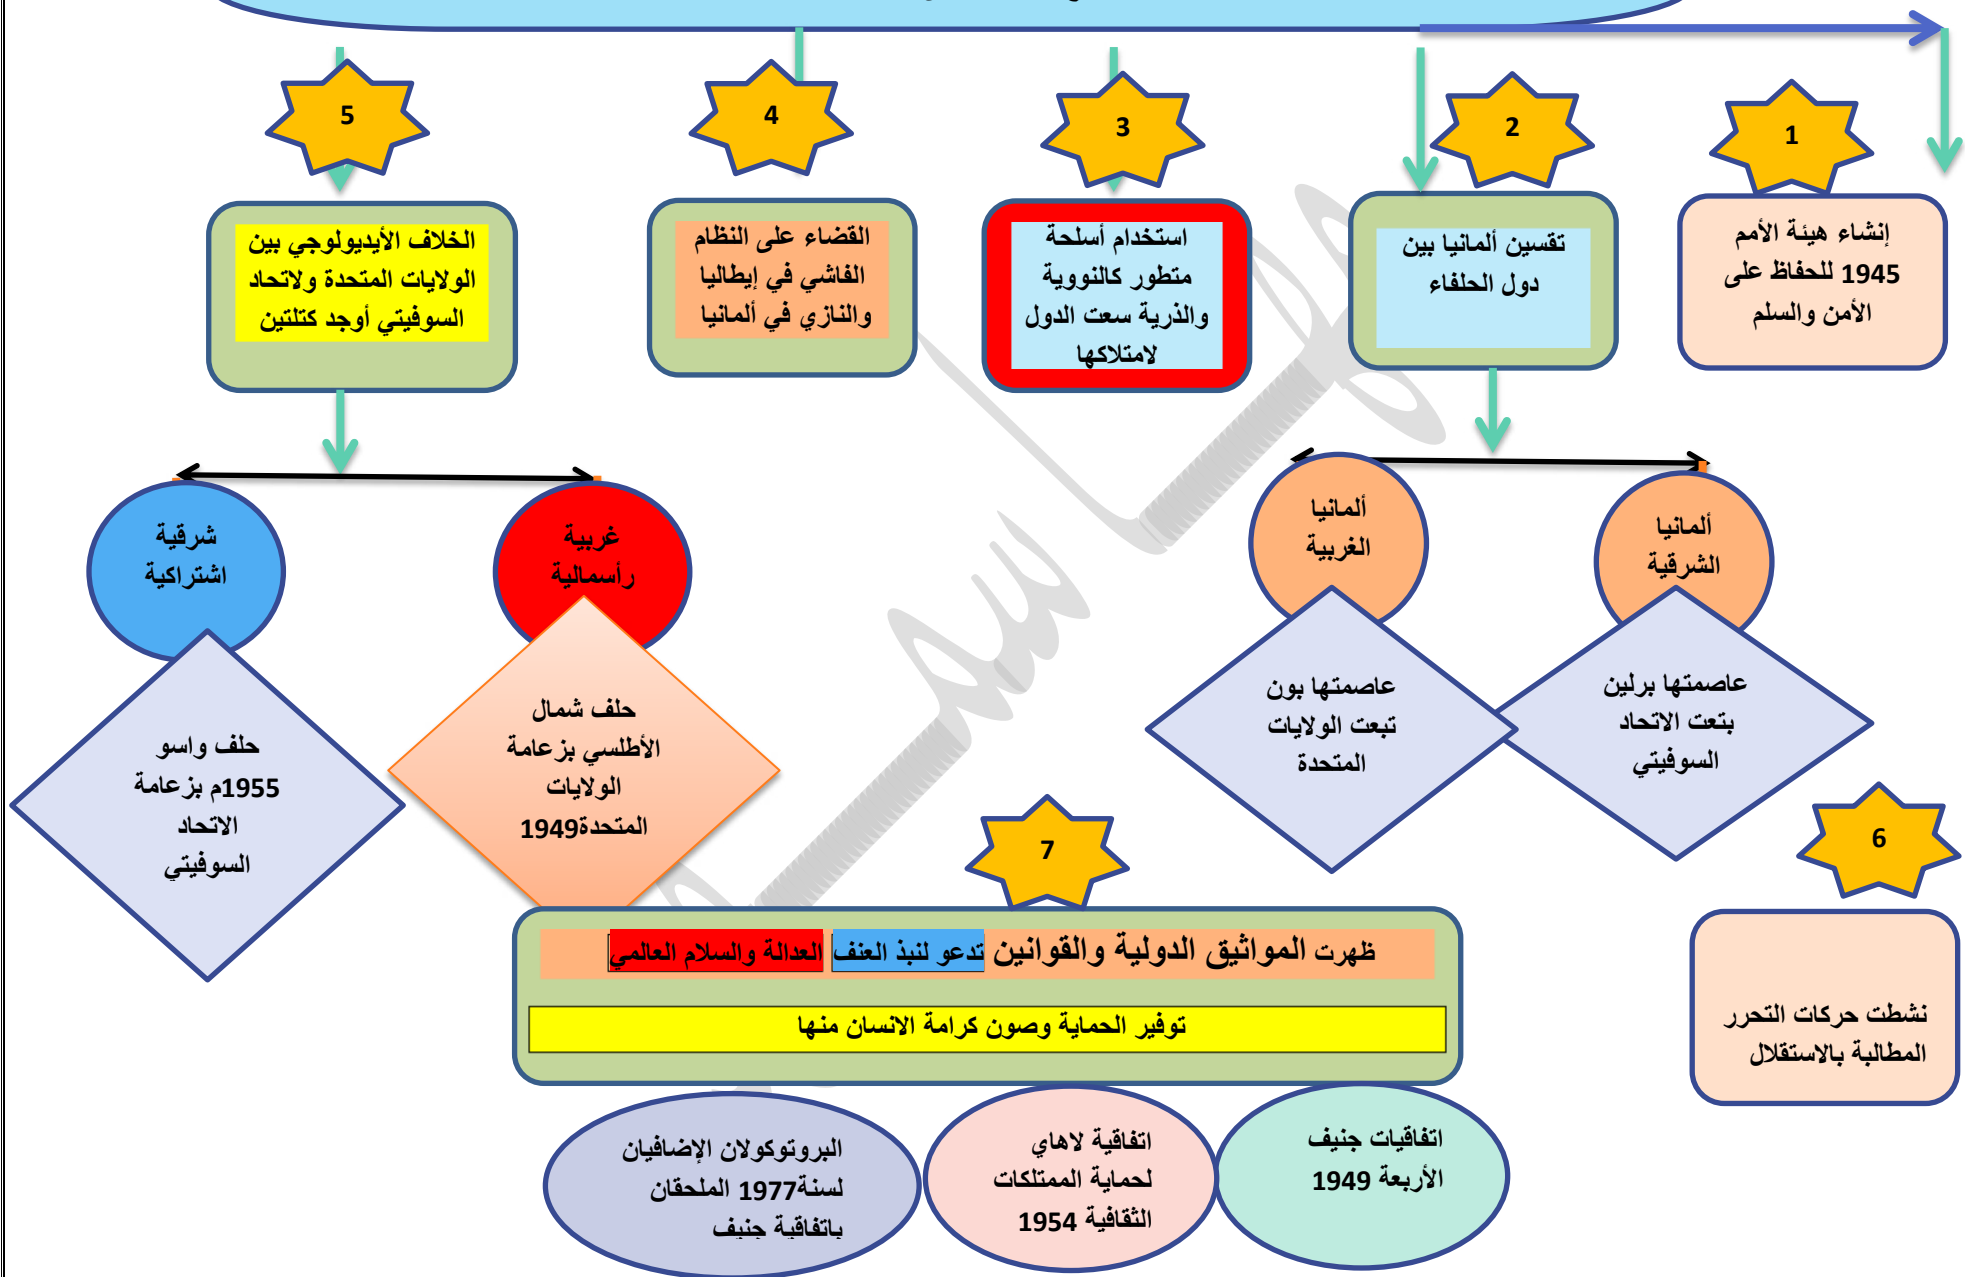 1
إنشاء هيئة الأمم
1945 للحفاظ على
الأمن والسلم
2
تقسين ألمانيا بين
دول الحلفاء
3
استخدام أسلحة
متطور كالنووية
والذرية سعت الدول
لامتلاكها
4
القضاء على النظام
الفاشي في إيطاليا
والنازي في ألمانيا
5
الخلاف الأيديولوجي بين
الولايات المتحدة ولاتحاد
السوفيتي أوجد كتلتين
ألمانيا
الشرقية
عاصمتها برلين
بتعت الاتحاد
السوفيتي
ألمانيا
الغربية
عاصمتها بون
تبعت الولايات
المتحدة
غربية
رأسمالية
حلف شمال
الأطلسي بزعامة
الولايات
المتحدة1949
شرقية
اشتراكية
حلف واسو
1955م بزعامة
الاتحاد
السوفيتي
6
نشطت حركات التحرر
المطالبة بالاستقلال
7
ظهرت المواثيق الدولية والقوانين تدعو لنبذ العنف العدالة والسلام العالمي
توفير الحماية وصون كرامة الانسان منها
اتفاقيات جنيف
الأربعة 1949
اتفاقية لاهاي
لحماية الممتلكات
الثقافية 1954
البروتوكولان الإضافيان
لسنة1977 الملحقان
باتفاقية جنيف